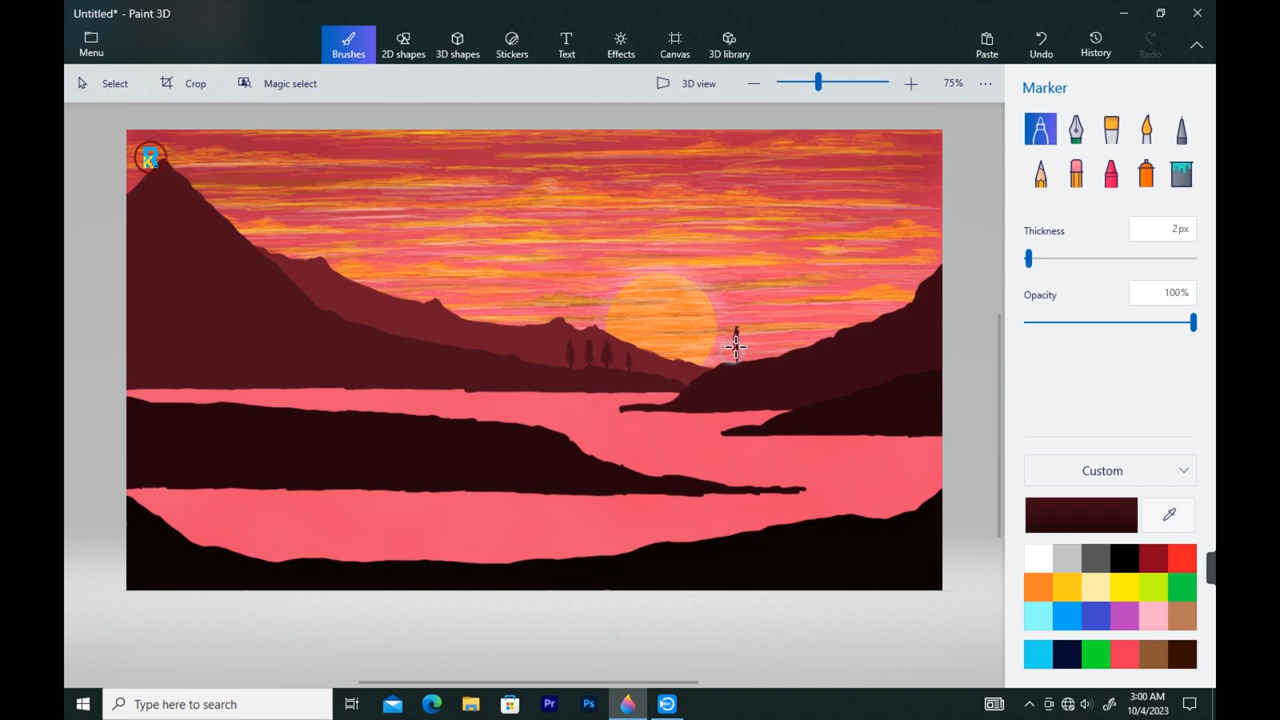 Untitled* - Paint 3D
Menu
Brushes
2D shapes
3D shapes
Stickers
Text
Effects
Canvas
3D library
Paste
Undo
History
Redo
Select
Crop
Magic select
3D view
75%
Marker
Thickness
2px
Opacity
100%
Custom
Type here to search
Pr
Ps
3:00 AM
10/4/2023